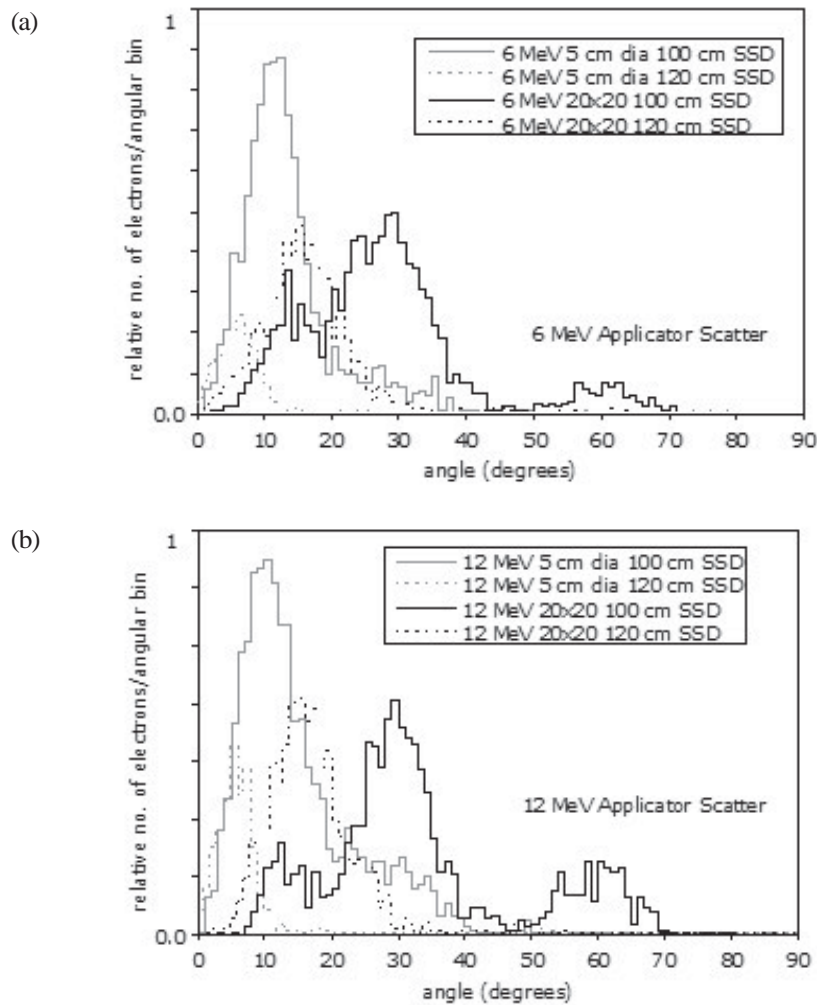 (a)
1
6 MeV 5 cm dia 100 cm SSD
6 MeV 5 cm dia 120 cm SSD
6 MeV 20x20 100 cm SSD
6 MeV 20x20 120 cm SSD
relative no. of electrons/angular bin
6 MeV Applicator Scatter
0.0
0 10 20 30 40 50 60 70 80 90
angle (degrees)
(b)
1
12 MeV 5 cm dia 100 cm SSD
12 MeV 5 cm dia 120 cm SSD
12 MeV 20x20 100 cm SSD
12 MeV 20x20 120 cm SSD
relative no. of electrons/angular bin
12 MeV Applicator Scatter
0.0
0 10 20 30 40 50 60 70 80 90
angle (degrees)